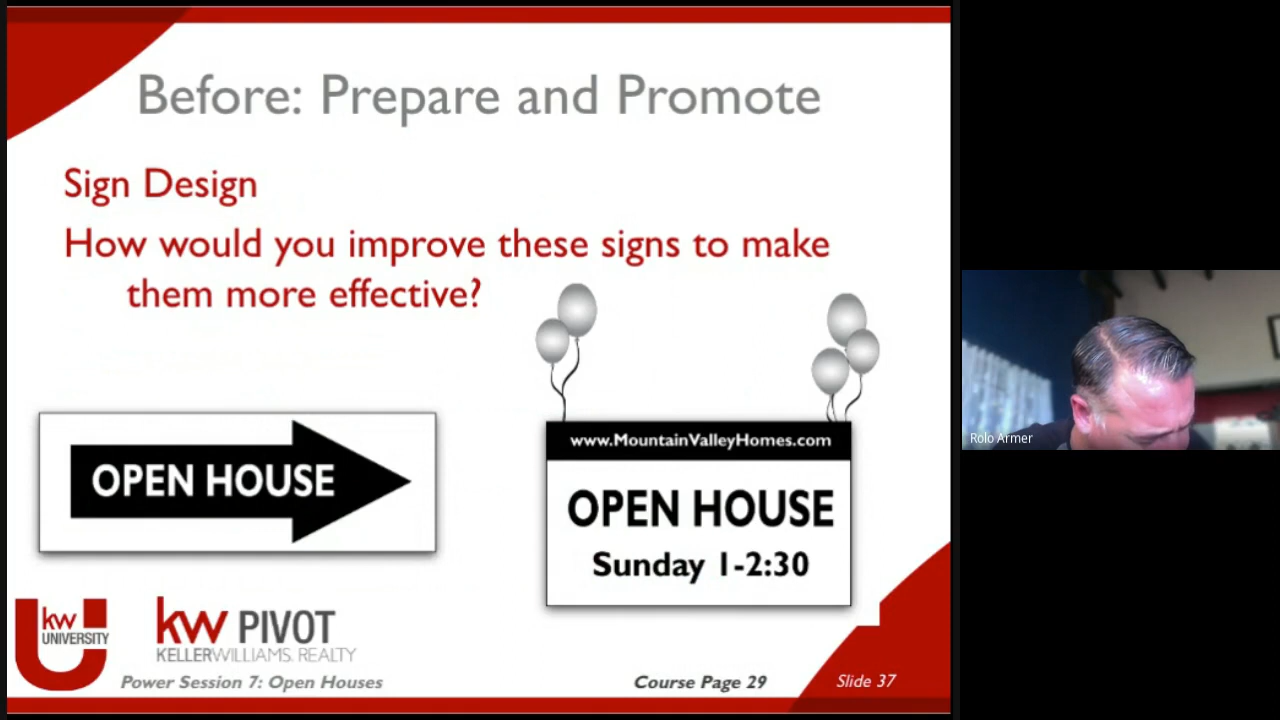 Before: Prepare and Promote
Sign Design
How would you improve these signs to make
them more effective?
OPEN HOUSE
www.MountainValleyHomes.com
OPEN HOUSE
Sunday 1-2:30
Rolo Armer
kw
UNIVERSITY
kw PIVOT
KELLERWILLIAMS. REALTY
Power Session 7: Open Houses
Course Page 29
Slide 37